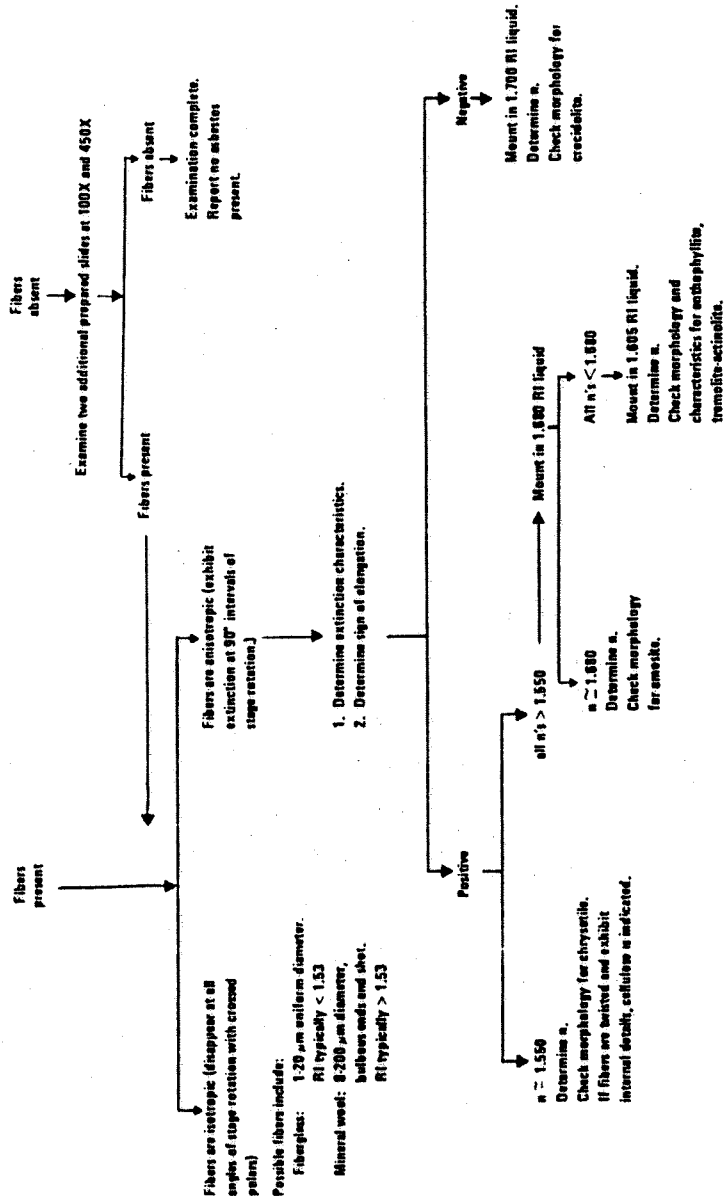 Fibers
present
Fibers
absent
Examine two additional prepared slides at 100X and 450X
Fibers present
Fibers absent
Examination complete.
Report no asbestos
present.
Fibers are isotropic (disappear at all
angles of stage rotation with crossed
polars)
Possible fibers include:
Fiberglass: 1-20 µm uniform diameter.
RI typically < 1.53
Mineral wool: 8-200 µm diameter,
bulbous ends and shot.
RI typically > 1.53
Fibers are anisotropic (exhibit
extinction at 90° intervals of
stage rotation.)
1. Determine extinction characteristics.
2. Determine sign of elongation.
Positive
Negative
n ≃ 1.550
Determine n.
Check morphology for chrysotile.
If fibers are twisted and exhibit
internal details, cellulose is indicated.
all n's > 1.550
Mount in 1.680 RI liquid
n ≃ 1.680
Determine n.
Check morphology
for amosite.
All n's < 1.680
Mount in 1.605 RI liquid.
Determine n.
Check morphology and
characteristics for anthophyllite,
tremolite-actinolite.
Mount in 1.700 RI liquid.
Determine n.
Check morphology for
crocidolite.